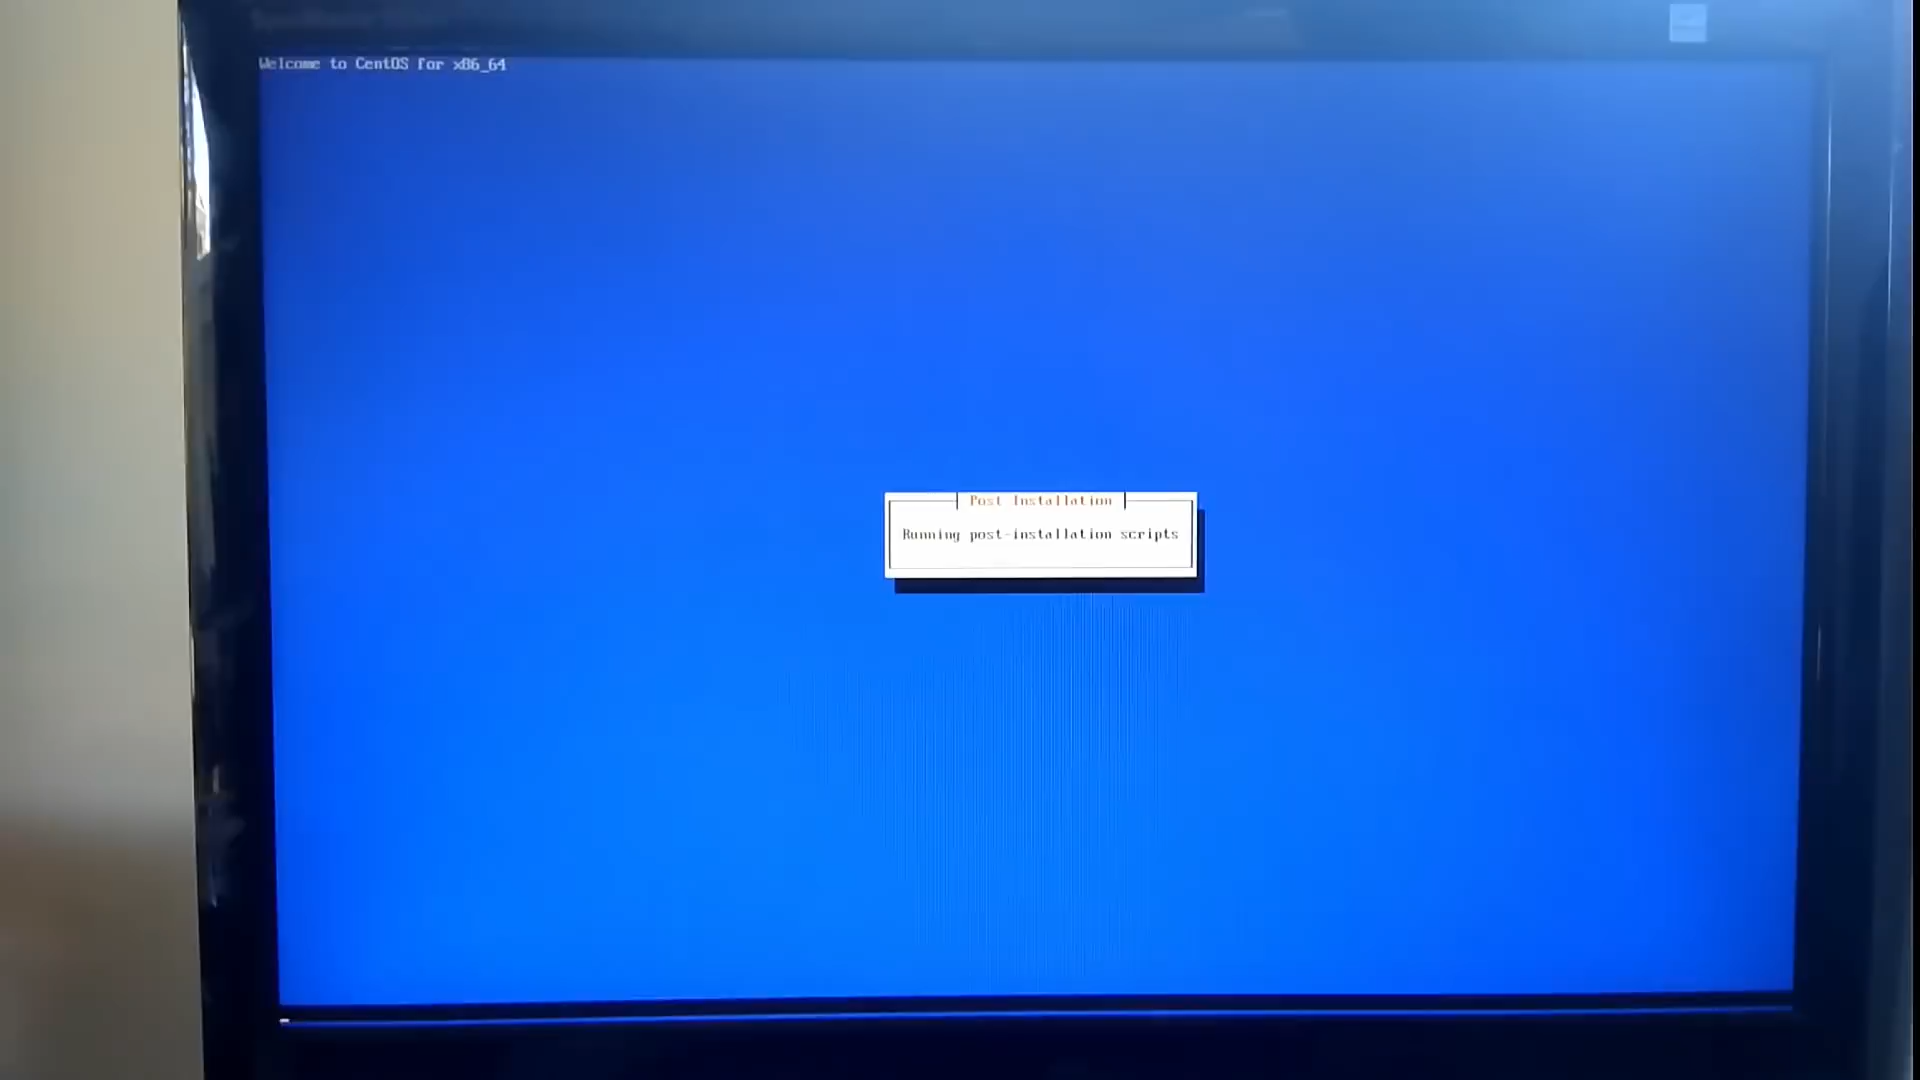 Welcome to CentOS for x86_64
Post Installation
Running post-installation scripts